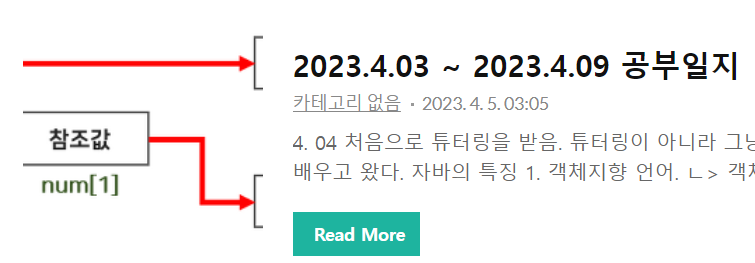 참조값
num[1]
2023.4.03 ~ 2023.4.09 공부일지
카테고리 없음 · 2023. 4. 5. 03:05
4. 04 처음으로 튜터링을 받음. 튜터링이 아니라 그냥
배우고 왔다. 자바의 특징 1. 객체지향 언어. ㄴ> 객체
Read More